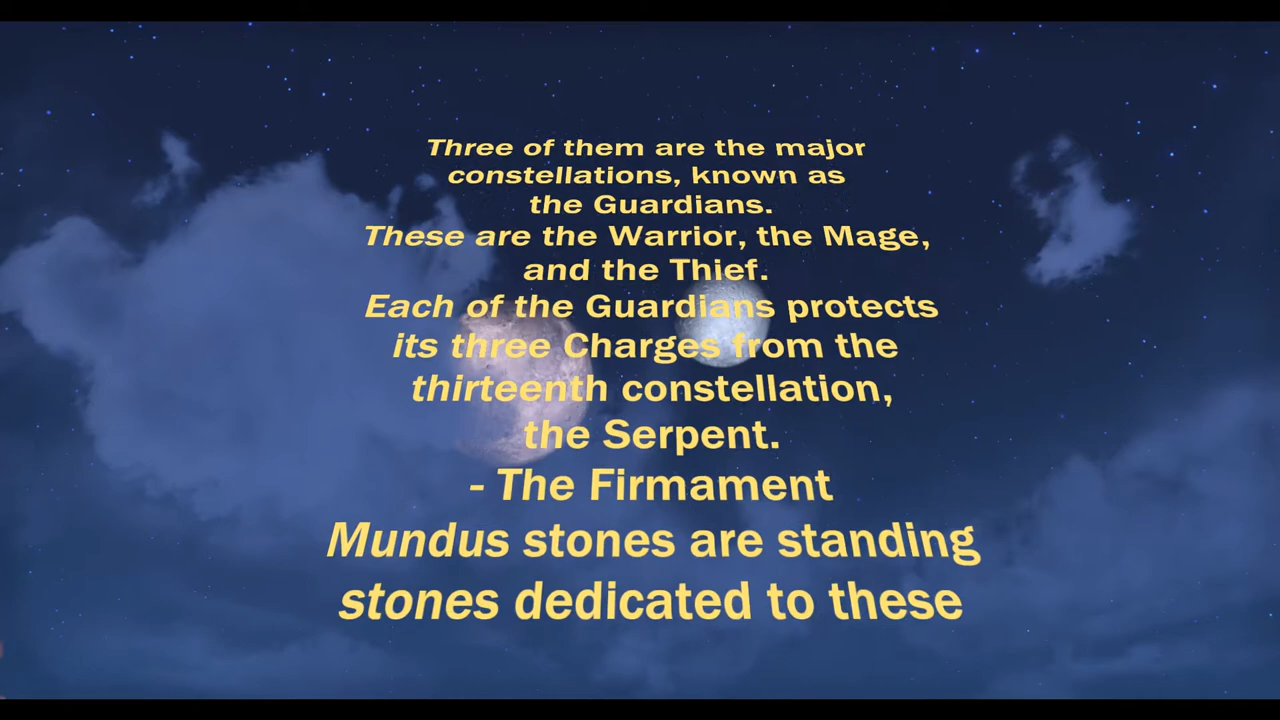 Three of them are the major
constellations, known as
the Guardians.
These are the Warrior, the Mage,
and the Thief.
Each of the Guardians protects
its three Charges from the
thirteenth constellation,
the Serpent.
- The Firmament
Mundus stones are standing
stones dedicated to these